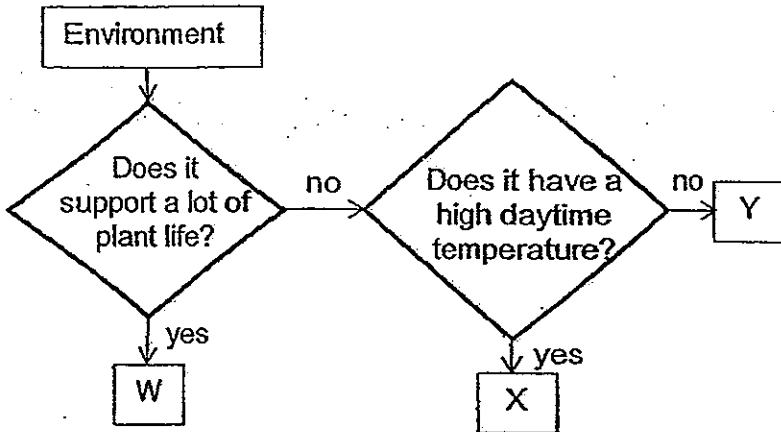 Environment
Does it
support a lot of
plant life?
no
Does it have a
high daytime
temperature?
no
Y
yes
W
yes
X